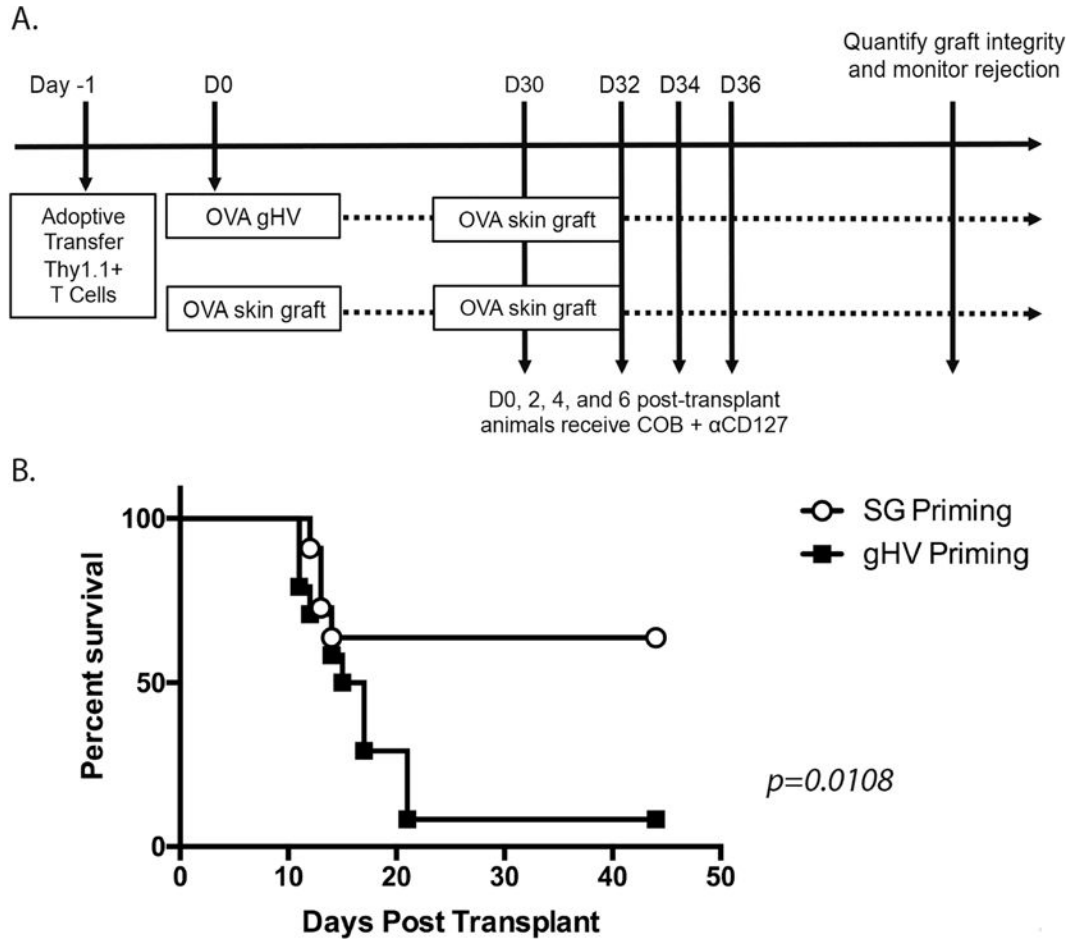 A.
Quantify graft integrity
and monitor rejection
Day -1
D0
D30
D32
D34
D36
Adoptive
Transfer
Thy1.1+
T Cells
OVA gHV
OVA skin graft
OVA skin graft
OVA skin graft
D0, 2, 4, and 6 post-transplant
animals receive COB + αCD127
B.
Percent survival
100
50
0
0 10 20 30 40 50
Days Post Transplant
SG Priming
gHV Priming
p=0.0108